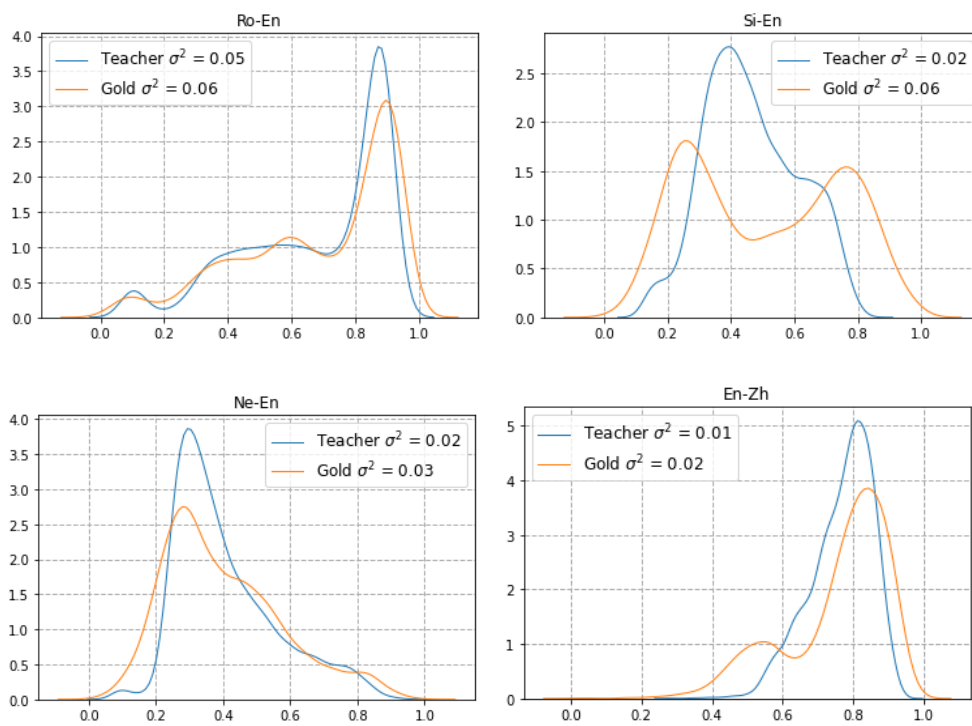 Ro-En
4.0
3.5
3.0
2.5
2.0
1.5
1.0
0.5
0.0
Teacher σ² = 0.05
Gold σ² = 0.06
0.0 0.2 0.4 0.6 0.8 1.0
Si-En
2.5
2.0
1.5
1.0
0.5
0.0
Teacher σ² = 0.02
Gold σ² = 0.06
0.0 0.2 0.4 0.6 0.8 1.0
Ne-En
4.0
3.5
3.0
2.5
2.0
1.5
1.0
0.5
0.0
Teacher σ² = 0.02
Gold σ² = 0.03
0.0 0.2 0.4 0.6 0.8 1.0
En-Zh
5
4
3
2
1
0
Teacher σ² = 0.01
Gold σ² = 0.02
0.0 0.2 0.4 0.6 0.8 1.0